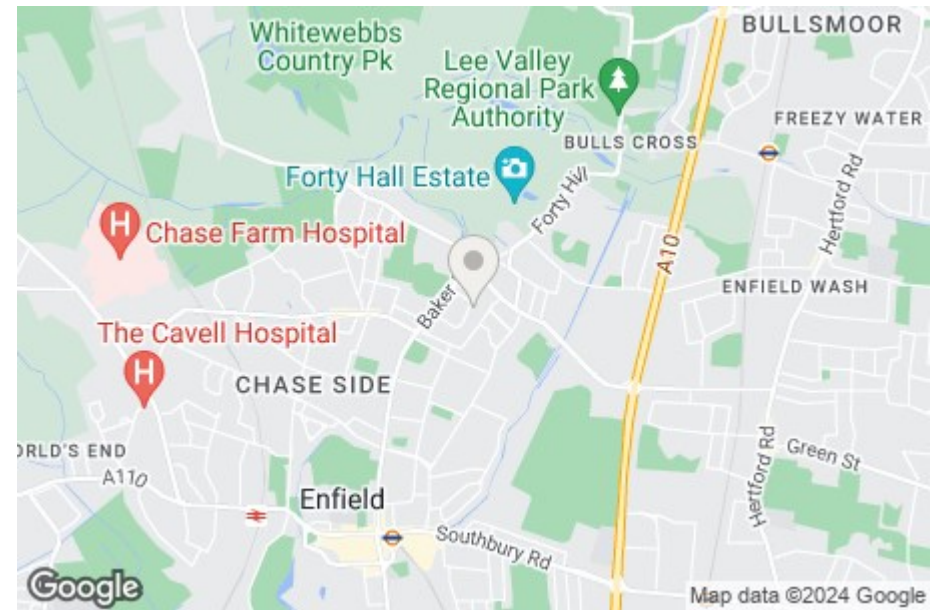 Whitewebbs
Country Pk
BULLSMOOR
Lee Valley
Regional Park
Authority
FREEZY WATER
BULLS CROSS
Forty Hall Estate
Forty Hill
Hertford Rd
H
Chase Farm Hospital
A10
ENFIELD WASH
Baker
The Cavell Hospital
H
CHASE SIDE
ORLD'S END
A110
Green St
Hertford Rd
Enfield
Southbury Rd
Google
Map data ©2024 Google